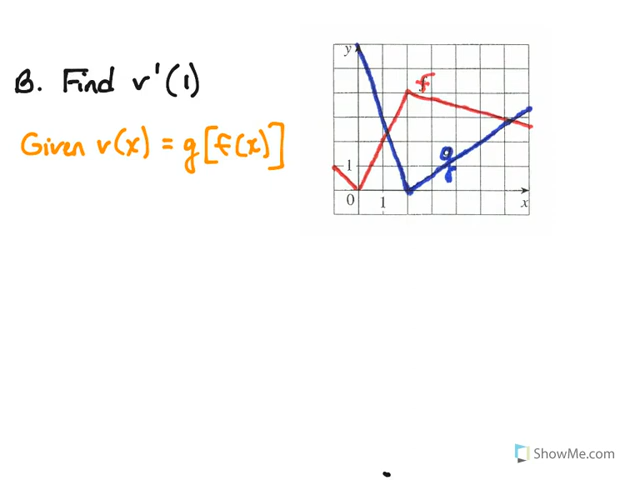 B. Find v'(1)
Given v(x) = g[f(x)]
y
f
g
1
0
1
x
ShowMe.com